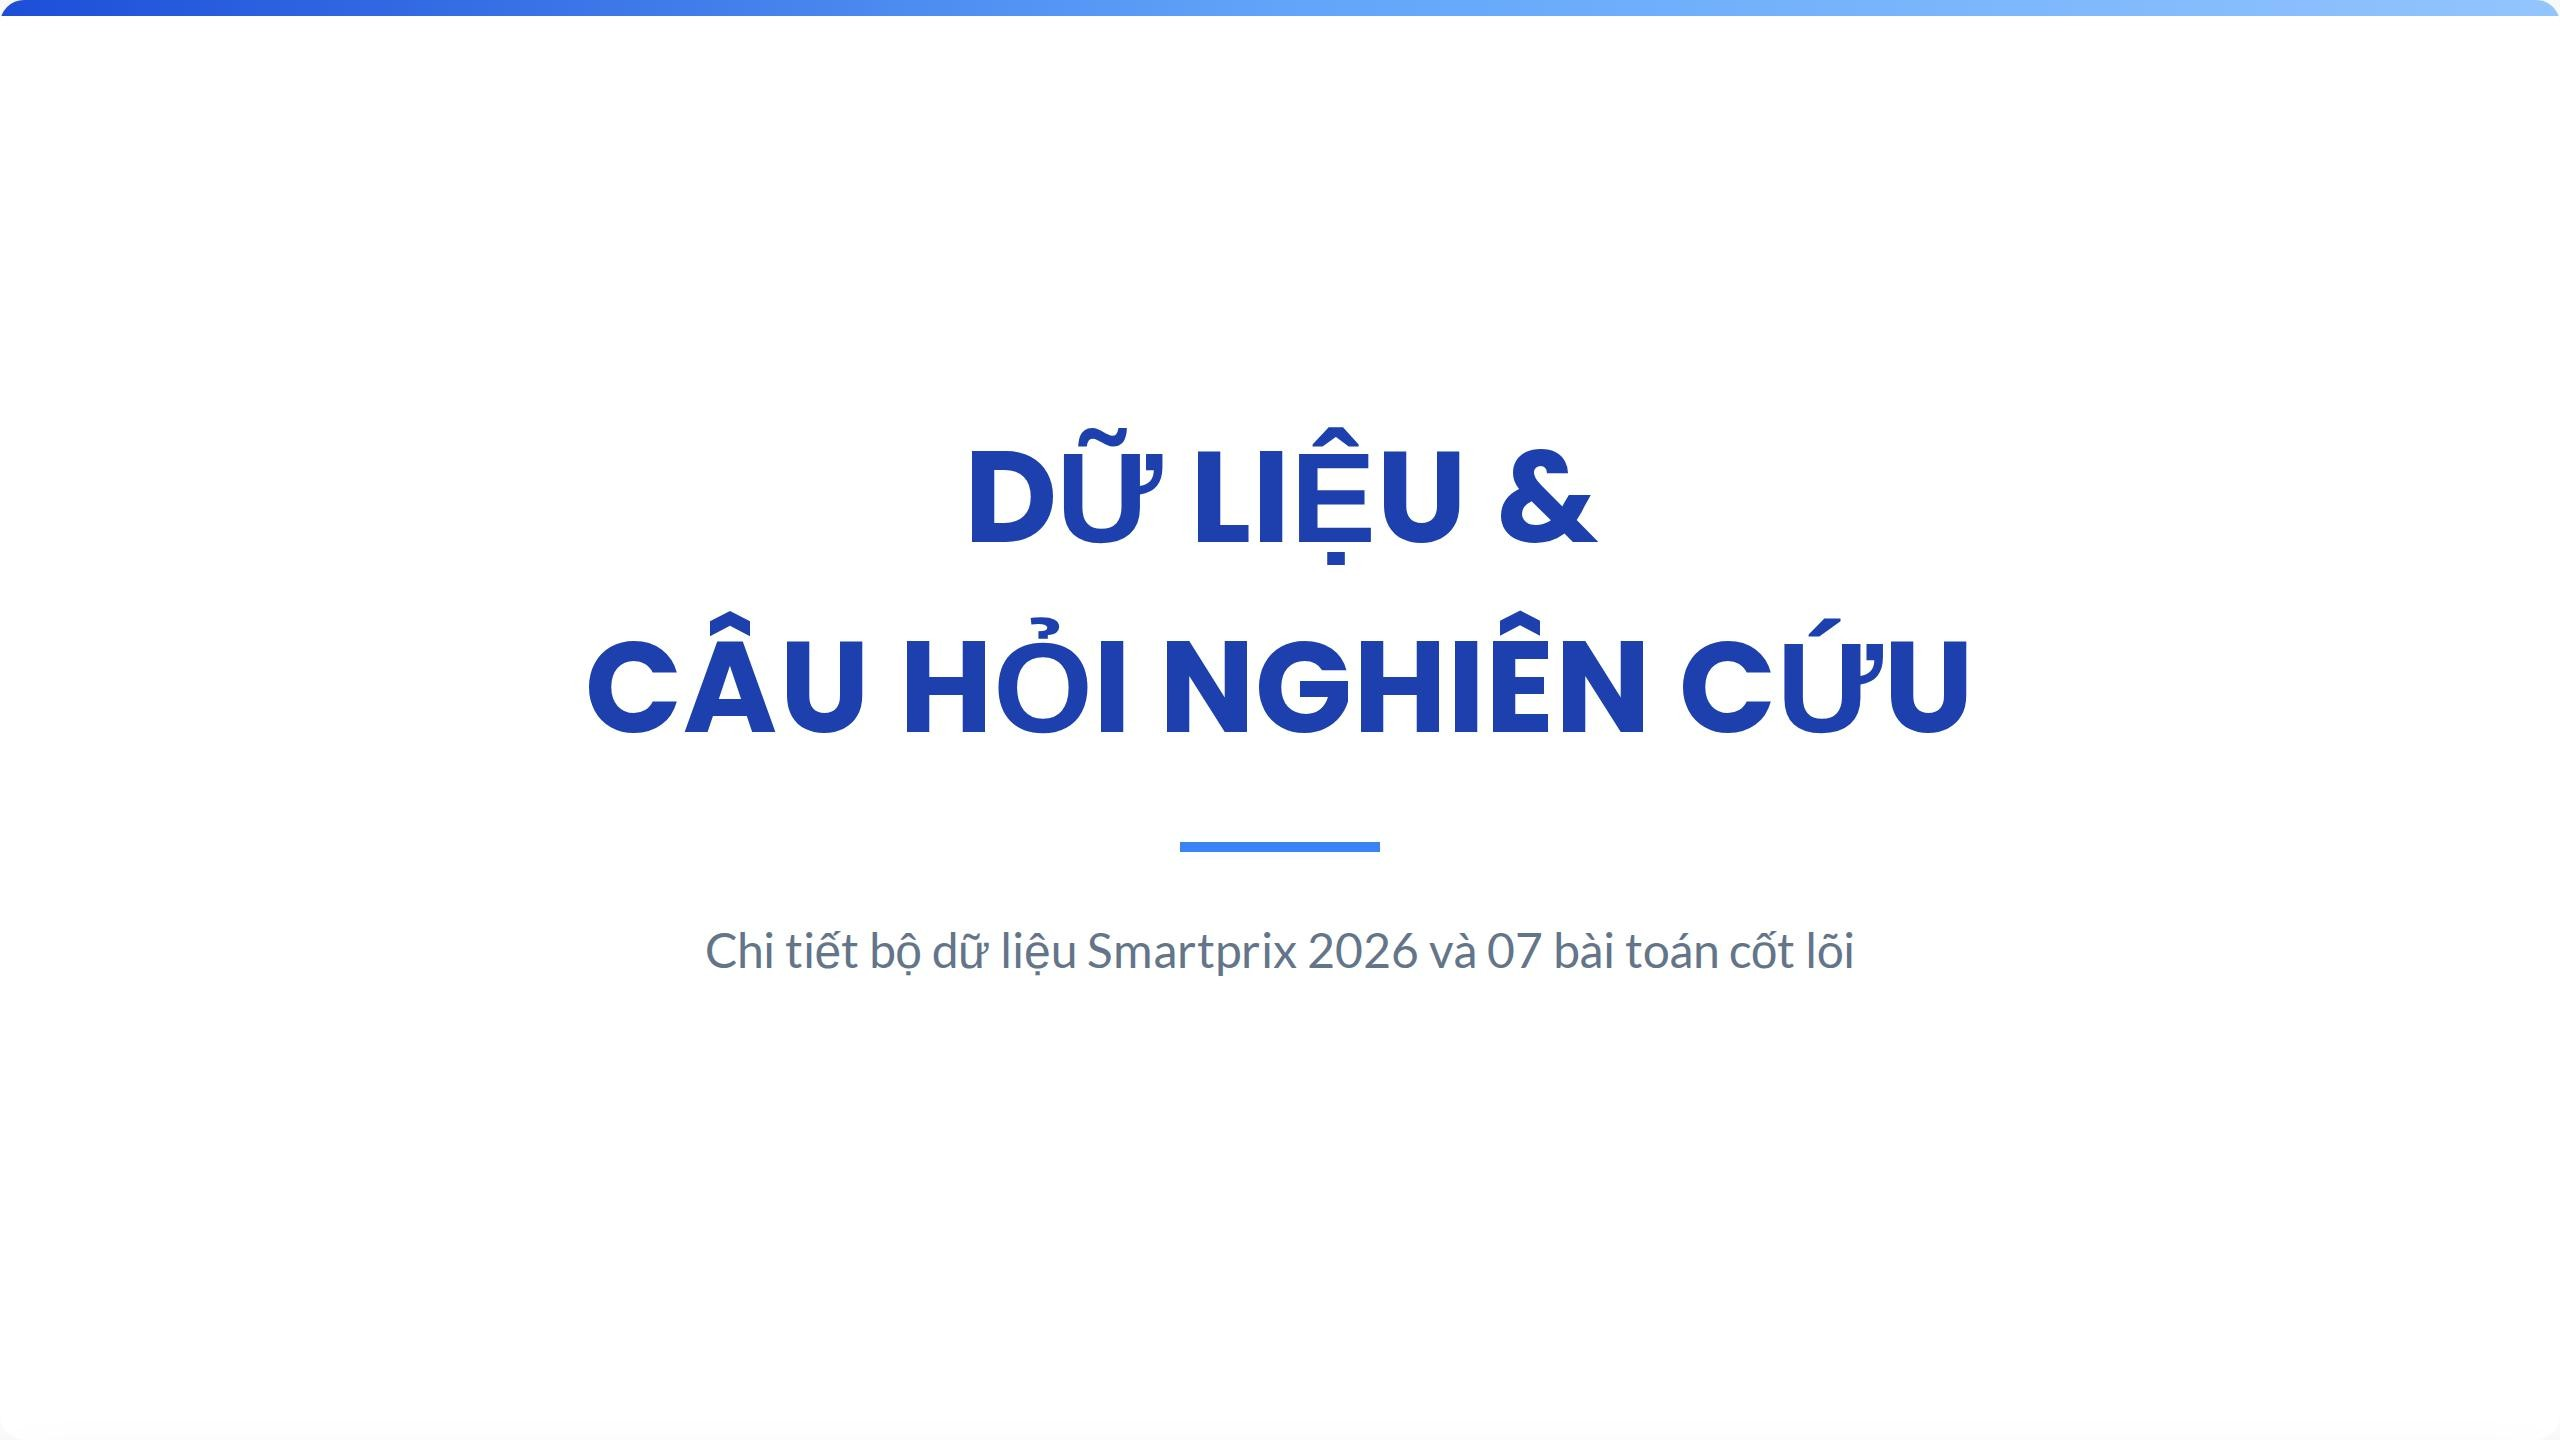 DỮ LIỆU &
CÂU HỎI NGHIÊN CỨU
Chi tiết bộ dữ liệu Smartprix 2026 và 07 bài toán cốt lõi